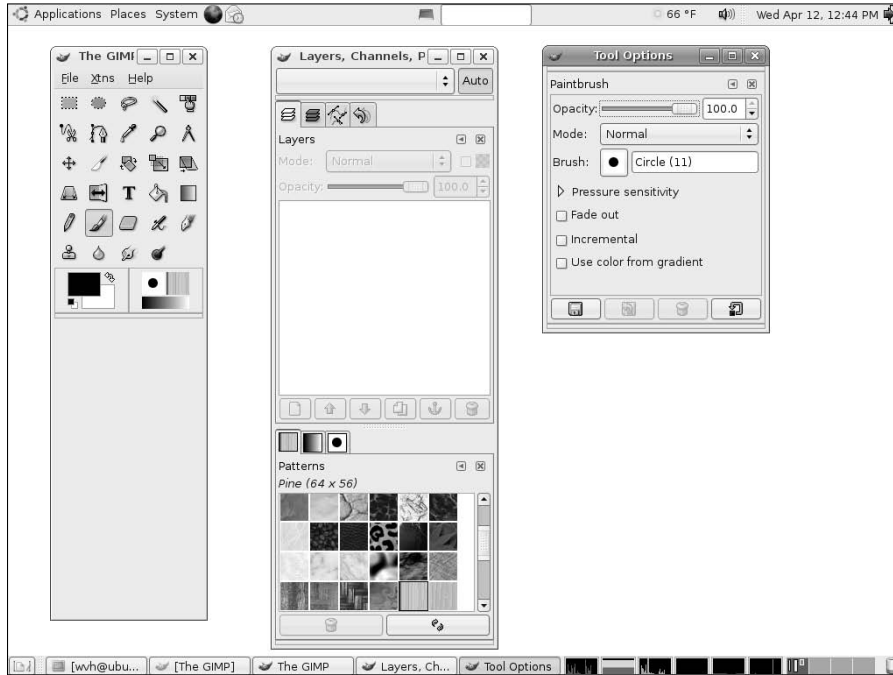 Applications Places System
66 °F
Wed Apr 12, 12:44 PM
The GIMP
File Xtns Help
Layers, Channels, P
Auto
Layers
Mode: Normal
Opacity: 100.0
Patterns
Pine (64 x 56)
Tool Options
Paintbrush
Opacity: 100.0
Mode: Normal
Brush: Circle (11)
Pressure sensitivity
Fade out
Incremental
Use color from gradient
[wvh@ubu...
[The GIMP]
The GIMP
Layers, Ch...
Tool Options